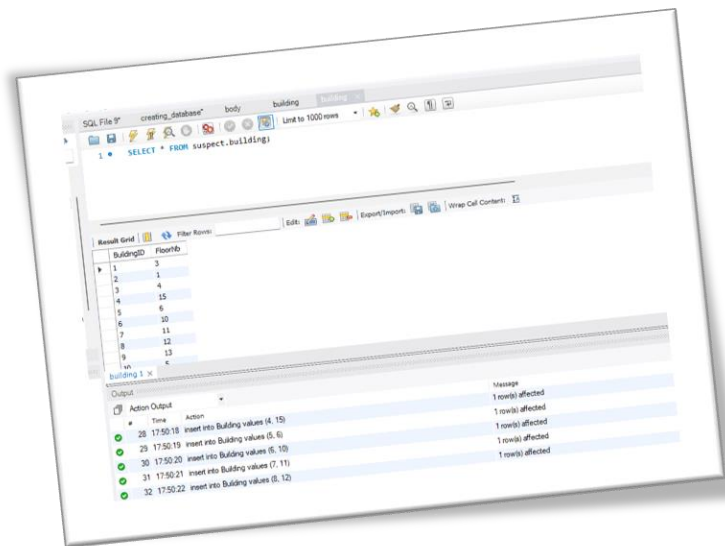 SQL File 9* creating_database* body building building
Limit to 1000 rows
1 SELECT * FROM suspect.building;
Result Grid Filter Rows: Edit: Export/Import: Wrap Cell Content:
BuildingID FloorNb
1 3
2 1
3 4
4 15
5 6
6 10
7 11
8 12
9 13
10 5
building 1
Output
Action Output
# Time Action Message
28 17:50:18 insert into Building values (4, 15) 1 row(s) affected
29 17:50:19 insert into Building values (5, 6) 1 row(s) affected
30 17:50:20 insert into Building values (6, 10) 1 row(s) affected
31 17:50:21 insert into Building values (7, 11) 1 row(s) affected
32 17:50:22 insert into Building values (8, 12) 1 row(s) affected